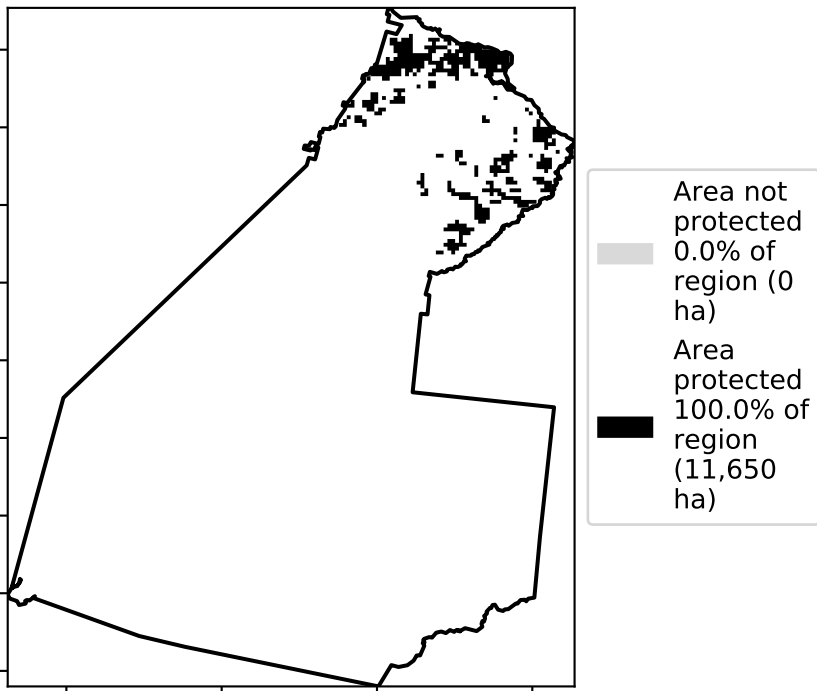 Area not
protected
0.0% of
region (0
ha)
Area
protected
100.0% of
region
(11,650
ha)